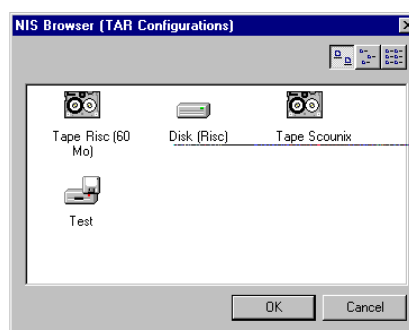 NIS Browser (TAR Configurations)
Tape Risc (60
Mo)
Disk (Risc)
Tape Scounix
Test
OK
Cancel